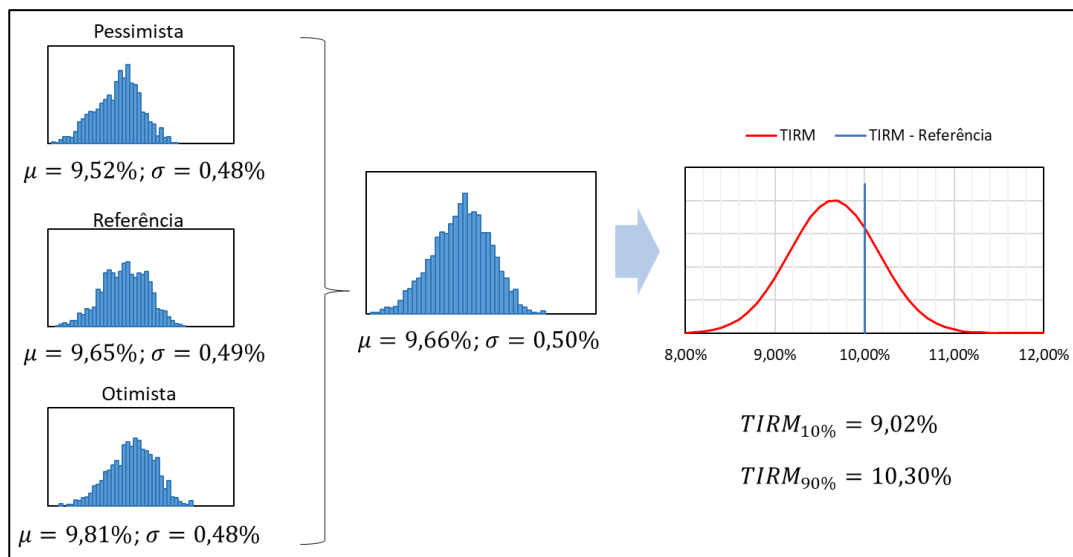 Pessimista
μ = 9,52%; σ = 0,48%
Referência
μ = 9,65%; σ = 0,49%
Otimista
μ = 9,81%; σ = 0,48%
μ = 9,66%; σ = 0,50%
TIRM TIRM - Referência
8,00% 9,00% 10,00% 11,00% 12,00%
TIRM10% = 9,02%
TIRM90% = 10,30%